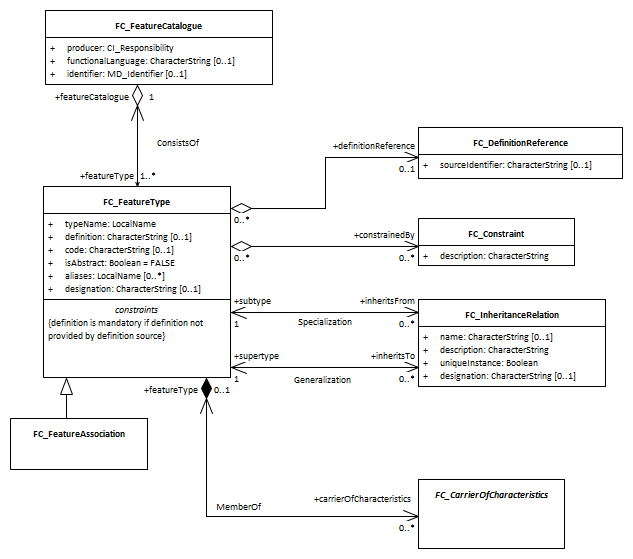 FC_FeatureCatalogue
+ producer: CI_Responsibility
+ functionalLanguage: CharacterString [0..1]
+ identifier: MD_Identifier [0..1]
+featureCatalogue 1
ConsistsOf
+featureType 1..*
FC_FeatureType
+ typeName: LocalName
+ definition: CharacterString [0..1]
+ code: CharacterString [0..1]
+ isAbstract: Boolean = FALSE
+ aliases: LocalName [0..*]
+ designation: CharacterString [0..1]
constraints
{definition is mandatory if definition not
provided by definition source}
+definitionReference
0..1
0..*
FC_DefinitionReference
+ sourceIdentifier: CharacterString [0..1]
+constrainedBy
0..*
0..*
FC_Constraint
+ description: CharacterString
+subtype +inheritsFrom
1 Specialization 0..*
+supertype +inheritsTo
1 Generalization 0..*
FC_InheritanceRelation
+ name: CharacterString [0..1]
+ description: CharacterString
+ uniqueInstance: Boolean
+ designation: CharacterString [0..1]
+featureType 0..1
FC_FeatureAssociation
MemberOf
+carrierOfCharacteristics
0..*
FC_CarrierOfCharacteristics